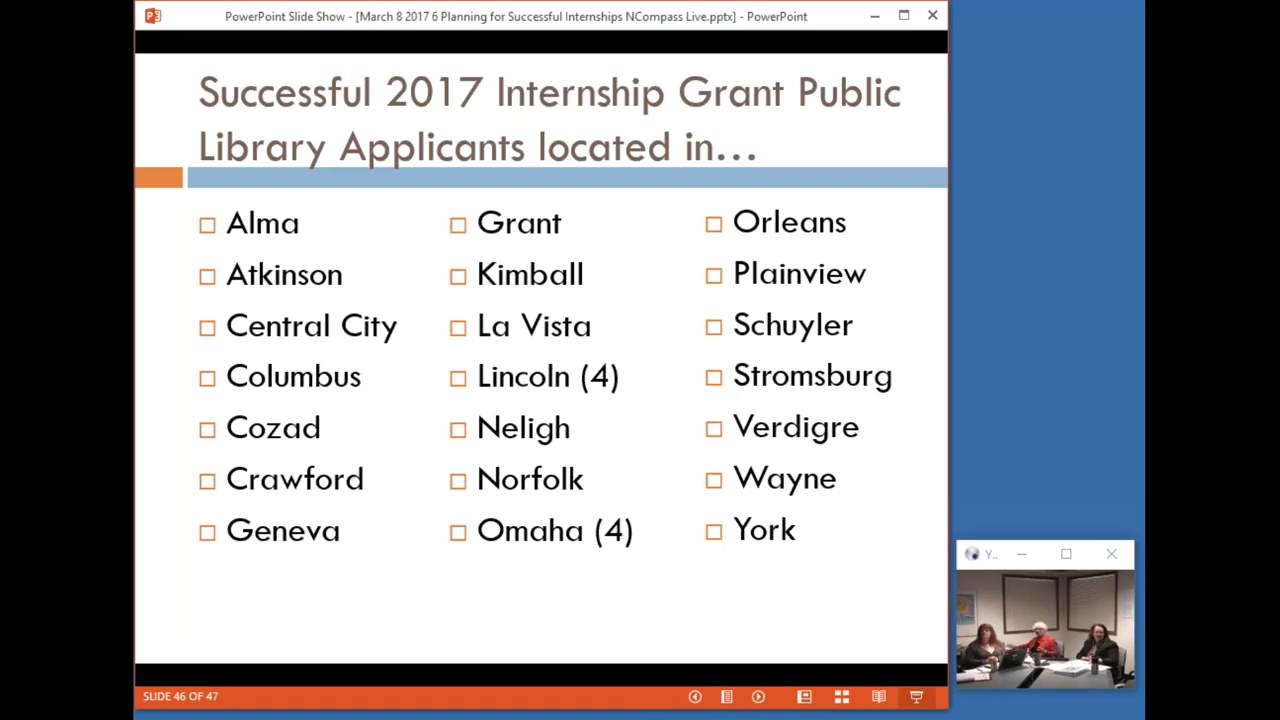 PowerPoint Slide Show - [March 8 2017 6 Planning for Successful Internships NCompass Live.pptx] - PowerPoint
Successful 2017 Internship Grant Public
Library Applicants located in...
Alma
Atkinson
Central City
Columbus
Cozad
Crawford
Geneva
Grant
Kimball
La Vista
Lincoln (4)
Neligh
Norfolk
Omaha (4)
Orleans
Plainview
Schuyler
Stromsburg
Verdigre
Wayne
York
Y..
SLIDE 46 OF 47